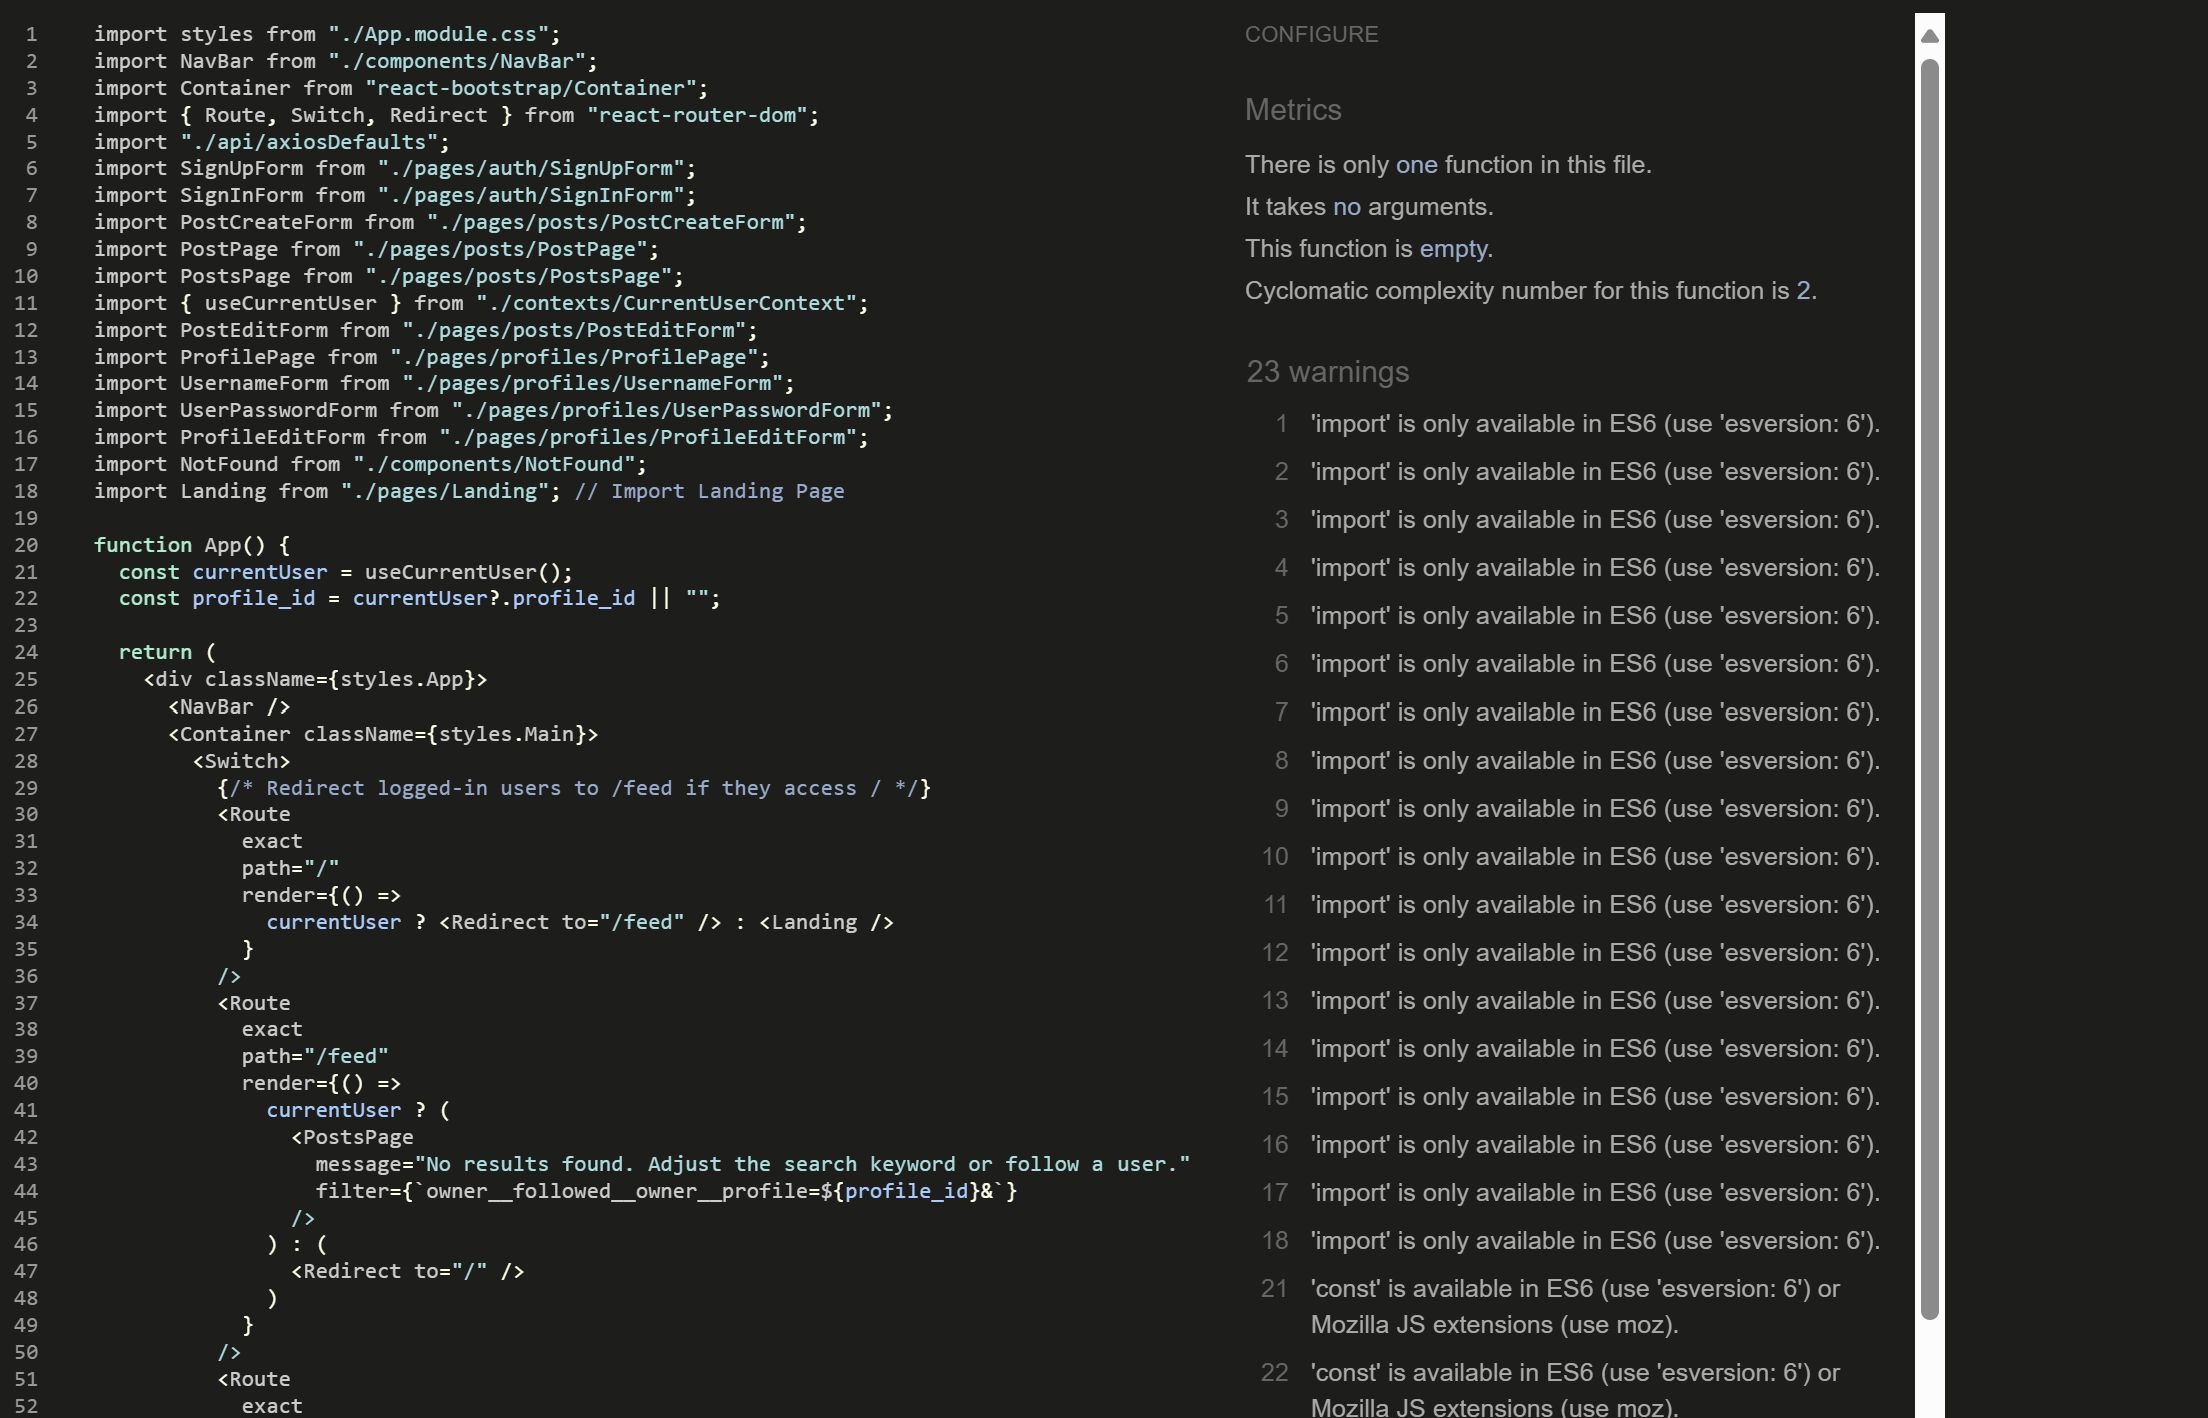 1 import styles from "./App.module.css";
2 import NavBar from "./components/NavBar";
3 import Container from "react-bootstrap/Container";
4 import { Route, Switch, Redirect } from "react-router-dom";
5 import "./api/axiosDefaults";
6 import SignUpForm from "./pages/auth/SignUpForm";
7 import SignInForm from "./pages/auth/SignInForm";
8 import PostCreateForm from "./pages/posts/PostCreateForm";
9 import PostPage from "./pages/posts/PostPage";
10 import PostsPage from "./pages/posts/PostsPage";
11 import { useCurrentUser } from "./contexts/CurrentUserContext";
12 import PostEditForm from "./pages/posts/PostEditForm";
13 import ProfilePage from "./pages/profiles/ProfilePage";
14 import UsernameForm from "./pages/profiles/UsernameForm";
15 import UserPasswordForm from "./pages/profiles/UserPasswordForm";
16 import ProfileEditForm from "./pages/profiles/ProfileEditForm";
17 import NotFound from "./components/NotFound";
18 import Landing from "./pages/Landing"; // Import Landing Page
19
20 function App() {
21 const currentUser = useCurrentUser();
22 const profile_id = currentUser?.profile_id || "";
23
24 return (
25 <div className={styles.App}>
26 <NavBar />
27 <Container className={styles.Main}>
28 <Switch>
29 {/* Redirect logged-in users to /feed if they access / */}
30 <Route
31 exact
32 path="/"
33 render={() =>
34 currentUser ? <Redirect to="/feed" /> : <Landing />
35 }
36 />
37 <Route
38 exact
39 path="/feed"
40 render={() =>
41 currentUser ? (
42 <PostsPage
43 message="No results found. Adjust the search keyword or follow a user."
44 filter={`owner__followed__owner__profile=${profile_id}&`}
45 />
46 ) : (
47 <Redirect to="/" />
48 )
49 }
50 />
51 <Route
52 exact
CONFIGURE
Metrics
There is only one function in this file.
It takes no arguments.
This function is empty.
Cyclomatic complexity number for this function is 2.
23 warnings
1 'import' is only available in ES6 (use 'esversion: 6').
2 'import' is only available in ES6 (use 'esversion: 6').
3 'import' is only available in ES6 (use 'esversion: 6').
4 'import' is only available in ES6 (use 'esversion: 6').
5 'import' is only available in ES6 (use 'esversion: 6').
6 'import' is only available in ES6 (use 'esversion: 6').
7 'import' is only available in ES6 (use 'esversion: 6').
8 'import' is only available in ES6 (use 'esversion: 6').
9 'import' is only available in ES6 (use 'esversion: 6').
10 'import' is only available in ES6 (use 'esversion: 6').
11 'import' is only available in ES6 (use 'esversion: 6').
12 'import' is only available in ES6 (use 'esversion: 6').
13 'import' is only available in ES6 (use 'esversion: 6').
14 'import' is only available in ES6 (use 'esversion: 6').
15 'import' is only available in ES6 (use 'esversion: 6').
16 'import' is only available in ES6 (use 'esversion: 6').
17 'import' is only available in ES6 (use 'esversion: 6').
18 'import' is only available in ES6 (use 'esversion: 6').
21 'const' is available in ES6 (use 'esversion: 6') or
Mozilla JS extensions (use moz).
22 'const' is available in ES6 (use 'esversion: 6') or
Mozilla JS extensions (use moz).